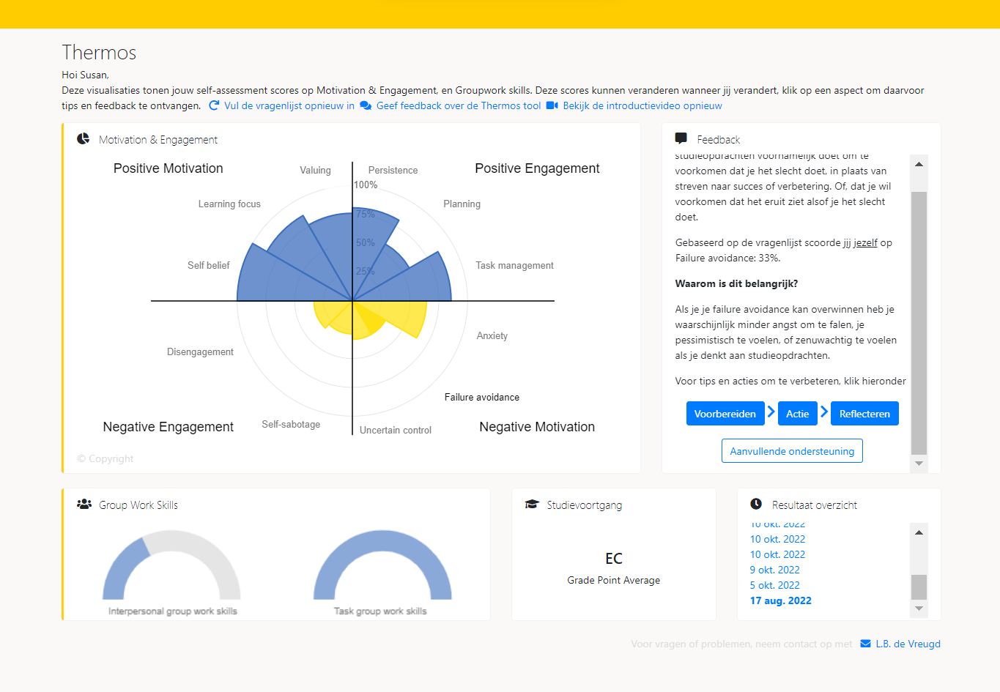 Thermos
Hoi Susan,
Deze visualisaties tonen jouw self-assessment scores op Motivation & Engagement, en Groupwork skills. Deze scores kunnen veranderen wanneer jij verandert, klik op een aspect om daarvoor
tips en feedback te ontvangen. Vul de vragenlijst opnieuw in Geef feedback over de Thermos tool Bekijk de introductievideo opnieuw
Motivation & Engagement
Positive Motivation
Valuing
Persistence
Positive Engagement
100%
Learning focus
Planning
75%
50%
Self belief
25%
Task management
Disengagement
Anxiety
Failure avoidance
Negative Engagement
Self-sabotage
Uncertain control
Negative Motivation
© Copyright
Feedback
studieopdrachten voornamelijk doet om te
voorkomen dat je het slecht doet, in plaats van
streven naar succes of verbetering. Of, dat je wil
voorkomen dat het eruit ziet alsof je het slecht
doet.
Gebaseerd op de vragenlijst scoorde jij jezelf op
Failure avoidance: 33%.
Waarom is dit belangrijk?
Als je je failure avoidance kan overwinnen heb je
waarschijnlijk minder angst om te falen, je
pessimistisch te voelen, of zenuwachtig te voelen
als je denkt aan studieopdrachten.
Voor tips en acties om te verbeteren, klik hieronder
Voorbereiden Actie Reflecteren
Aanvullende ondersteuning
Group Work Skills
Interpersonal group work skills
Task group work skills
Studievoortgang
EC
Grade Point Average
Resultaat overzicht
10 okt. 2022
10 okt. 2022
10 okt. 2022
9 okt. 2022
5 okt. 2022
17 aug. 2022
Voor vragen of problemen, neem contact op met L.B. de Vreugd